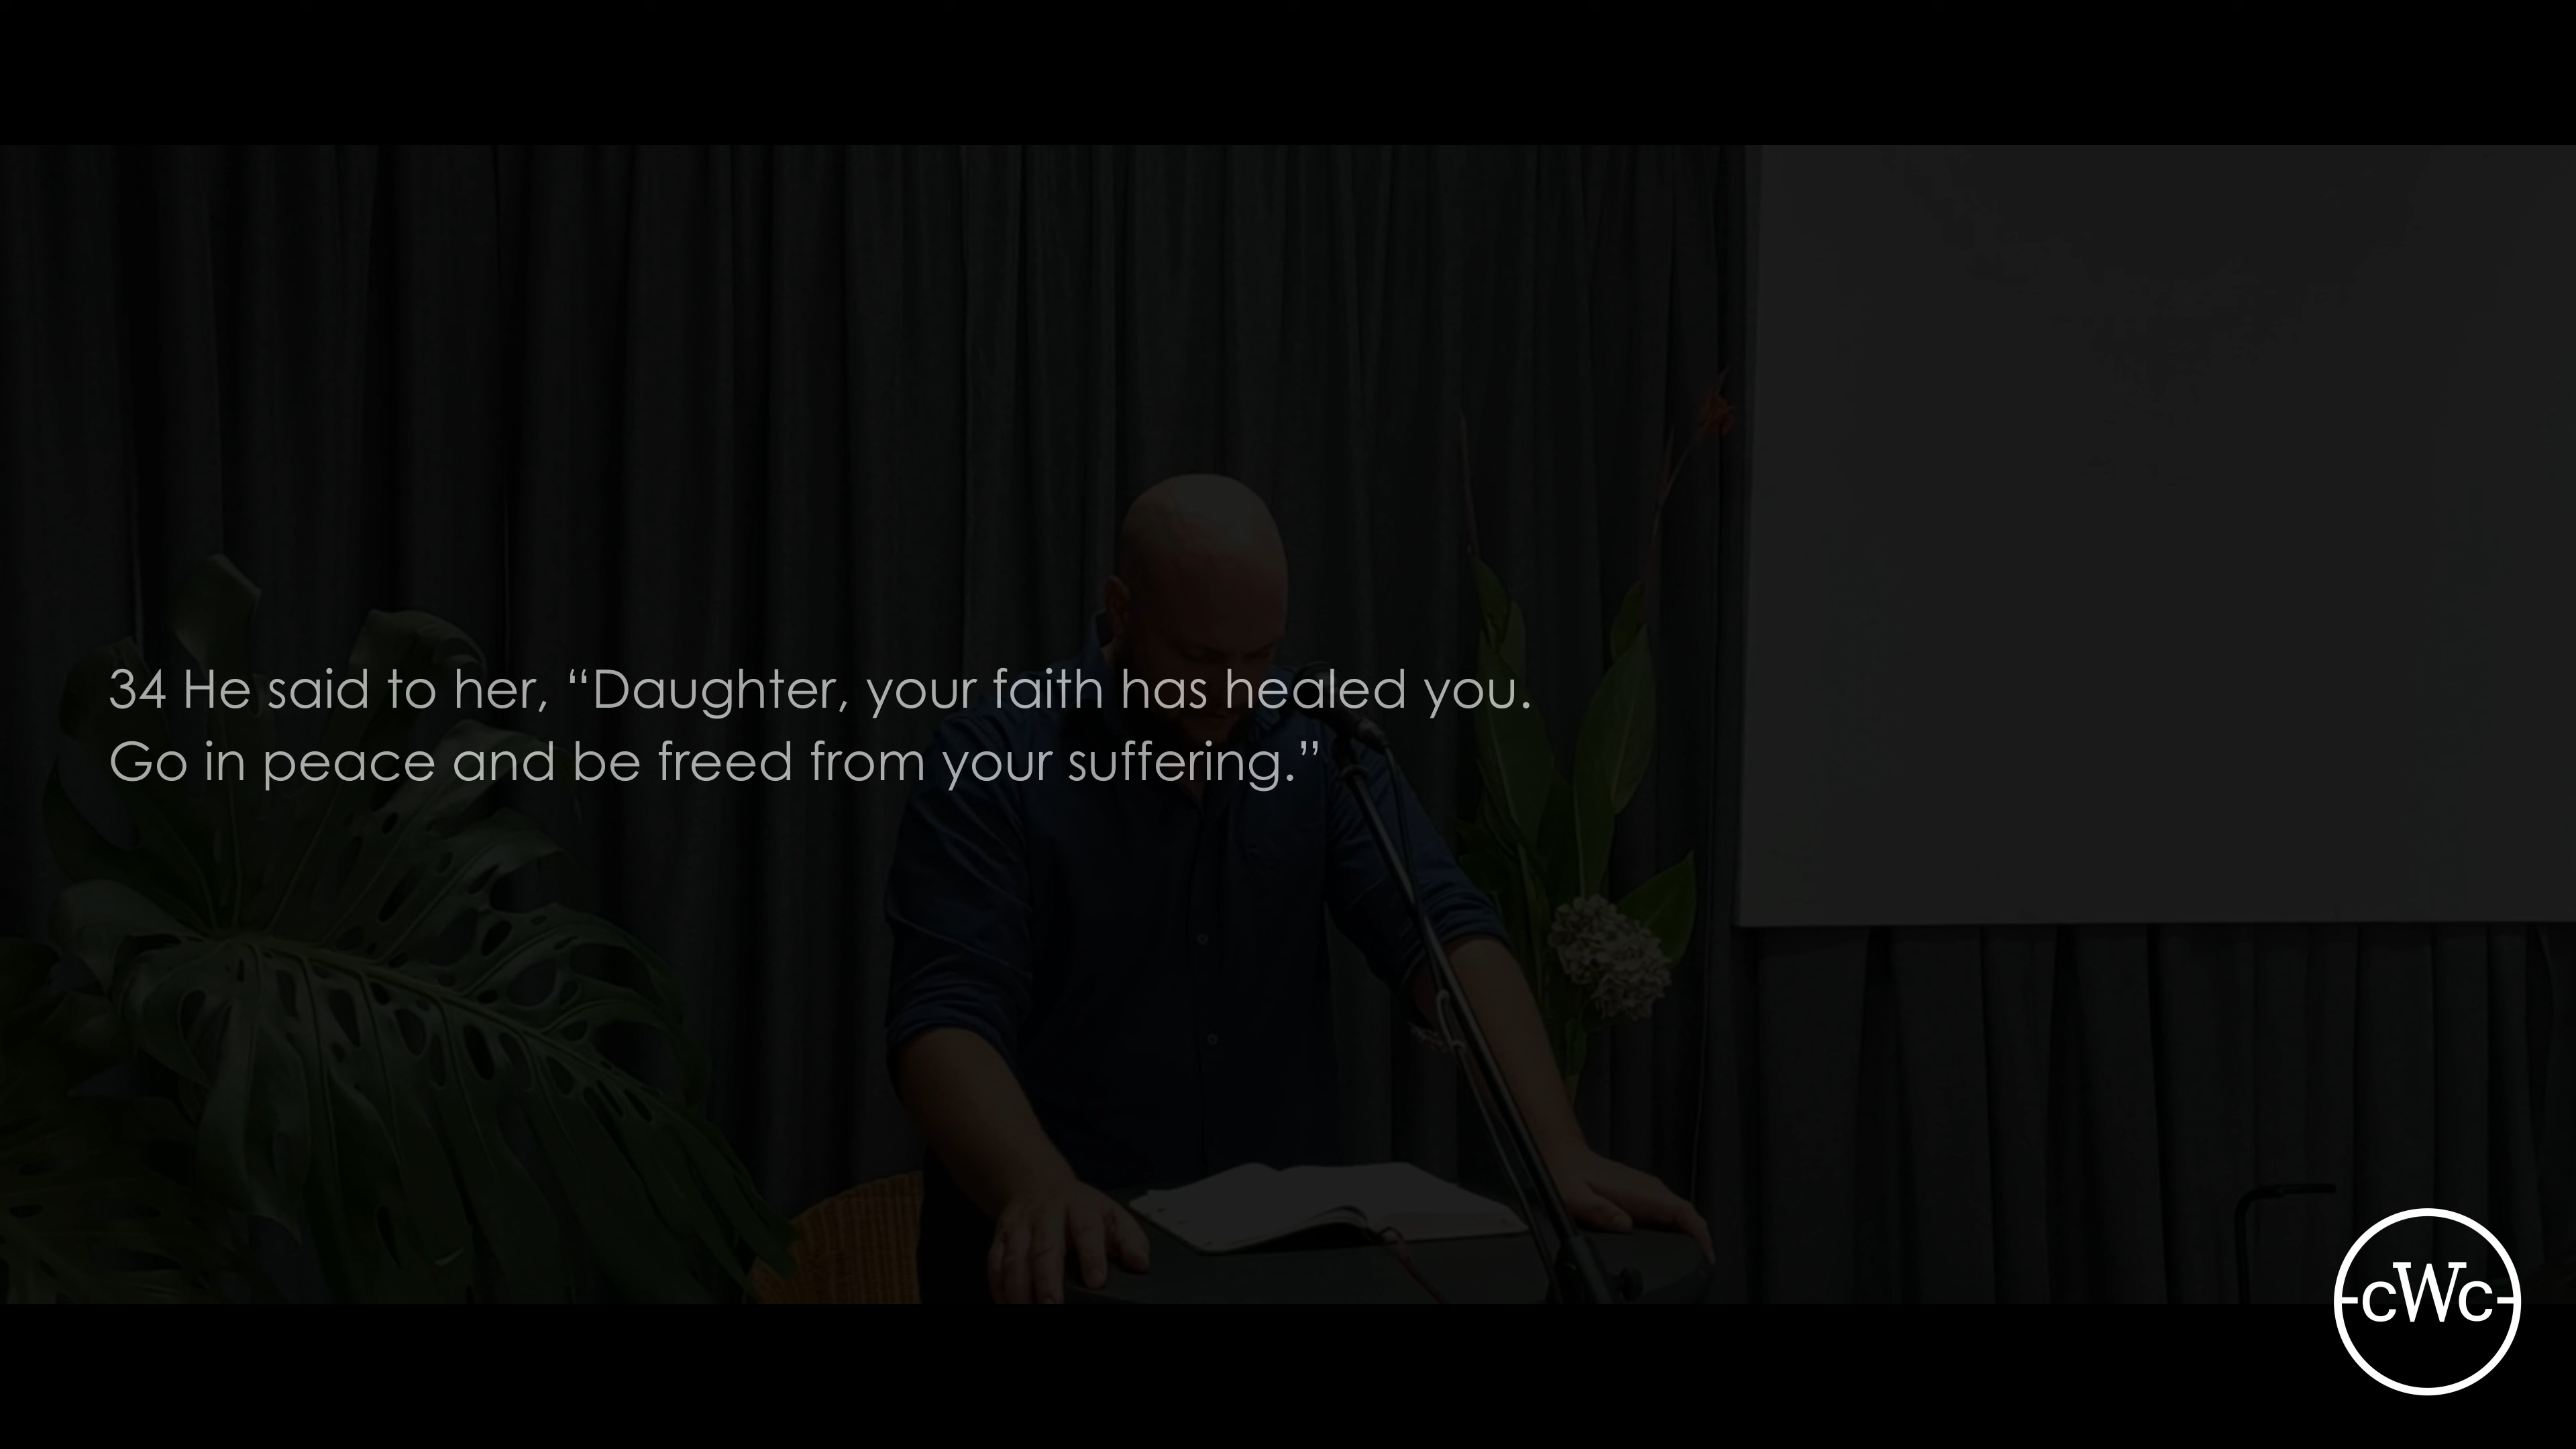 34 He said to her, “Daughter, your faith has healed you.
Go in peace and be freed from your suffering.”
cWc